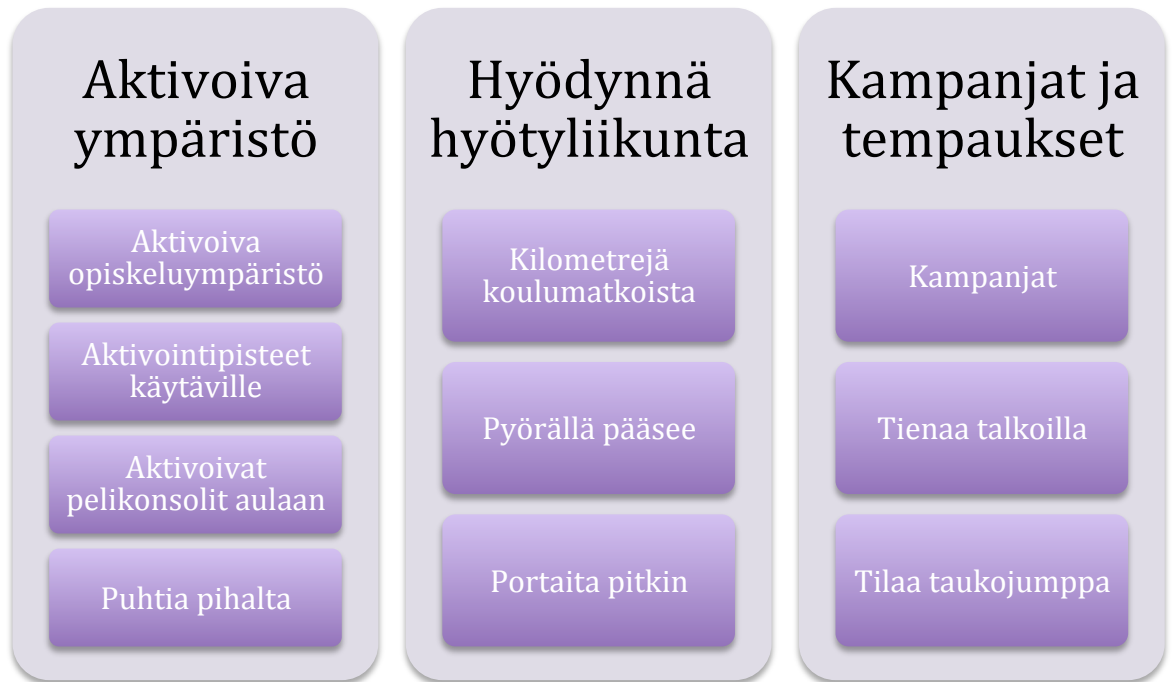 Aktivoiva
ympäristö
Aktivoiva
opiskeluympäristö
Aktivointipisteet
käytäville
Aktivoivat
pelikonsolit aulaan
Puhtia pihalta
Hyödynnä
hyötyliikunta
Kilometrejä
koulumatkoista
Pyörällä pääsee
Portaita pitkin
Kampanjat ja
tempaukset
Kampanjat
Tienaa talkoilla
Tilaa taukojumppa